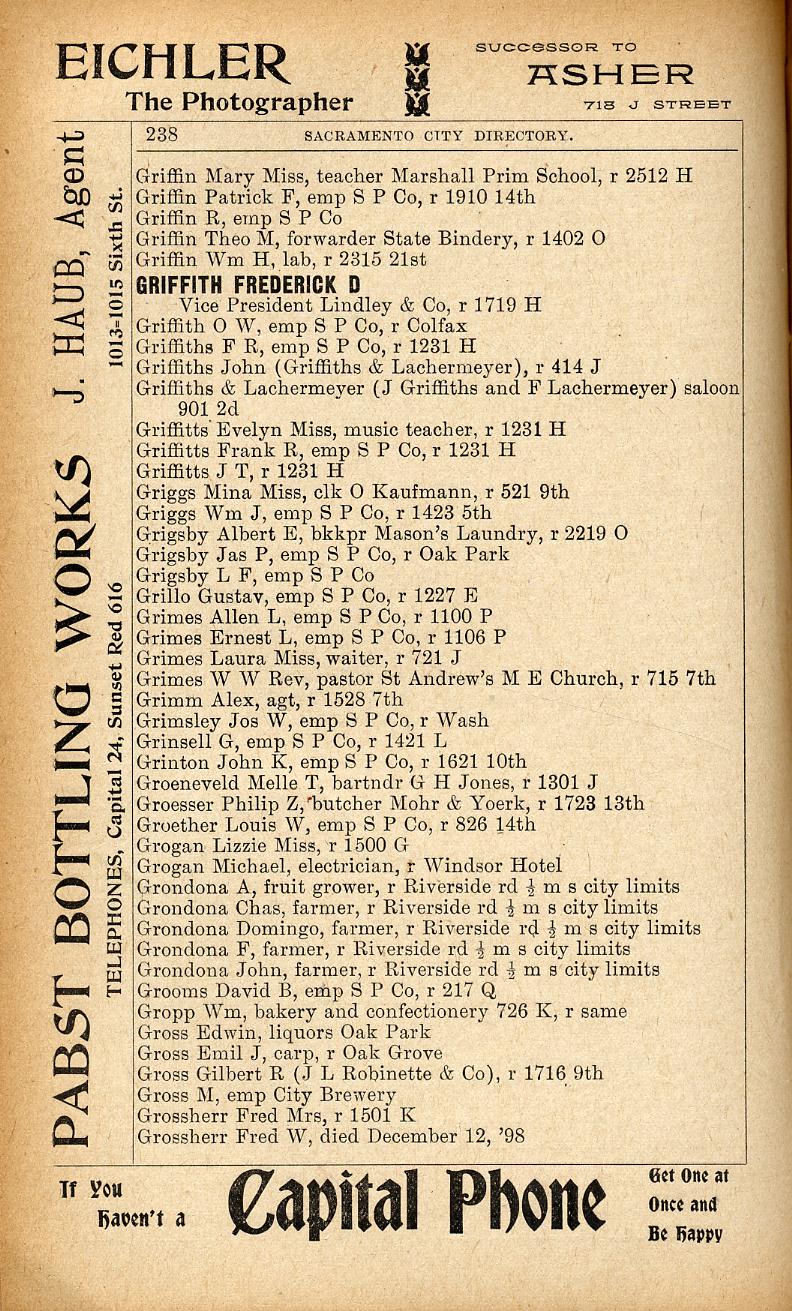 EICHLER
The Photographer
SUCCESSOR TO
ASHER
718 J STREET
PABST BOTTLING WORKS J. HAUB, Agent
TELEPHONES, Capital 24, Sunset Red 616 1013-1015 Sixth St.
238 SACRAMENTO CITY DIRECTORY.
Griffin Mary Miss, teacher Marshall Prim School, r 2512 H
Griffin Patrick F, emp S P Co, r 1910 14th
Griffin R, emp S P Co
Griffin Theo M, forwarder State Bindery, r 1402 O
Griffin Wm H, lab, r 2315 21st
GRIFFITH FREDERICK D
Vice President Lindley & Co, r 1719 H
Griffith O W, emp S P Co, r Colfax
Griffiths F R, emp S P Co, r 1231 H
Griffiths John (Griffiths & Lachermeyer), r 414 J
Griffiths & Lachermeyer (J Griffiths and F Lachermeyer) saloon
901 2d
Griffitts Evelyn Miss, music teacher, r 1231 H
Griffitts Frank R, emp S P Co, r 1231 H
Griffitts J T, r 1231 H
Griggs Mina Miss, clk O Kaufmann, r 521 9th
Griggs Wm J, emp S P Co, r 1423 5th
Grigsby Albert E, bkkpr Mason's Laundry, r 2219 O
Grigsby Jas P, emp S P Co, r Oak Park
Grigsby L F, emp S P Co
Grillo Gustav, emp S P Co, r 1227 E
Grimes Allen L, emp S P Co, r 1100 P
Grimes Ernest L, emp S P Co, r 1106 P
Grimes Laura Miss, waiter, r 721 J
Grimes W W Rev, pastor St Andrew's M E Church, r 715 7th
Grimm Alex, agt, r 1528 7th
Grimsley Jos W, emp S P Co, r Wash
Grinsell G, emp S P Co, r 1421 L
Grinton John K, emp S P Co, r 1621 10th
Groeneveld Melle T, bartndr G H Jones, r 1301 J
Groesser Philip Z, butcher Mohr & Yoerk, r 1723 13th
Groether Louis W, emp S P Co, r 826 14th
Grogan Lizzie Miss, r 1500 G
Grogan Michael, electrician, r Windsor Hotel
Grondona A, fruit grower, r Riverside rd ½ m s city limits
Grondona Chas, farmer, r Riverside rd ½ m s city limits
Grondona Domingo, farmer, r Riverside rd ½ m s city limits
Grondona F, farmer, r Riverside rd ½ m s city limits
Grondona John, farmer, r Riverside rd ½ m s city limits
Grooms David B, emp S P Co, r 217 Q
Gropp Wm, bakery and confectionery 726 K, r same
Gross Edwin, liquors Oak Park
Gross Emil J, carp, r Oak Grove
Gross Gilbert R (J L Robinette & Co), r 1716 9th
Gross M, emp City Brewery
Grossherr Fred Mrs, r 1501 K
Grossherr Fred W, died December 12, '98
If You
Haven't a
Capital Phone
Get One at
Once and
Be Happy